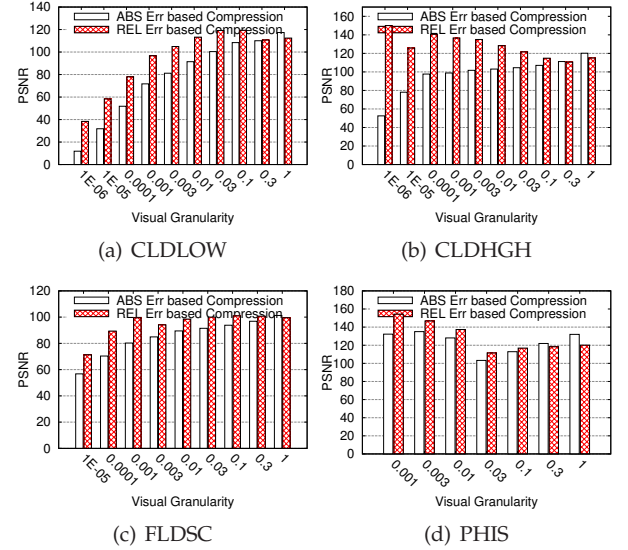 140
120
100
80
60
40
20
0
PSNR
ABS Err based Compression
REL Err based Compression
1E-06
1E-05
0.0001
0.001
0.003
0.01
0.03
0.1
0.3
1
Visual Granularity
(a) CLDLOW
160
140
120
100
80
60
40
20
0
PSNR
ABS Err based Compression
REL Err based Compression
1E-06
1E-05
0.0001
0.001
0.003
0.01
0.03
0.1
0.3
1
Visual Granularity
(b) CLDHGH
120
100
80
60
40
20
0
PSNR
ABS Err based Compression
REL Err based Compression
1E-05
0.0001
0.001
0.003
0.01
0.03
0.1
0.3
1
Visual Granularity
(c) FLDSC
180
160
140
120
100
80
60
40
20
0
PSNR
ABS Err based Compression
REL Err based Compression
0.001
0.003
0.01
0.03
0.1
0.3
1
Visual Granularity
(d) PHIS